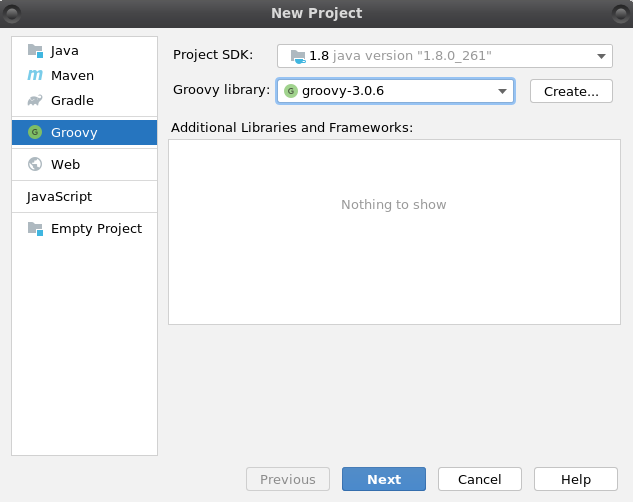 New Project
Java
Maven
Gradle
Groovy
Web
JavaScript
Empty Project
Project SDK: 1.8 java version "1.8.0_261"
Groovy library: groovy-3.0.6 Create...
Additional Libraries and Frameworks:
Nothing to show
Previous Next Cancel Help